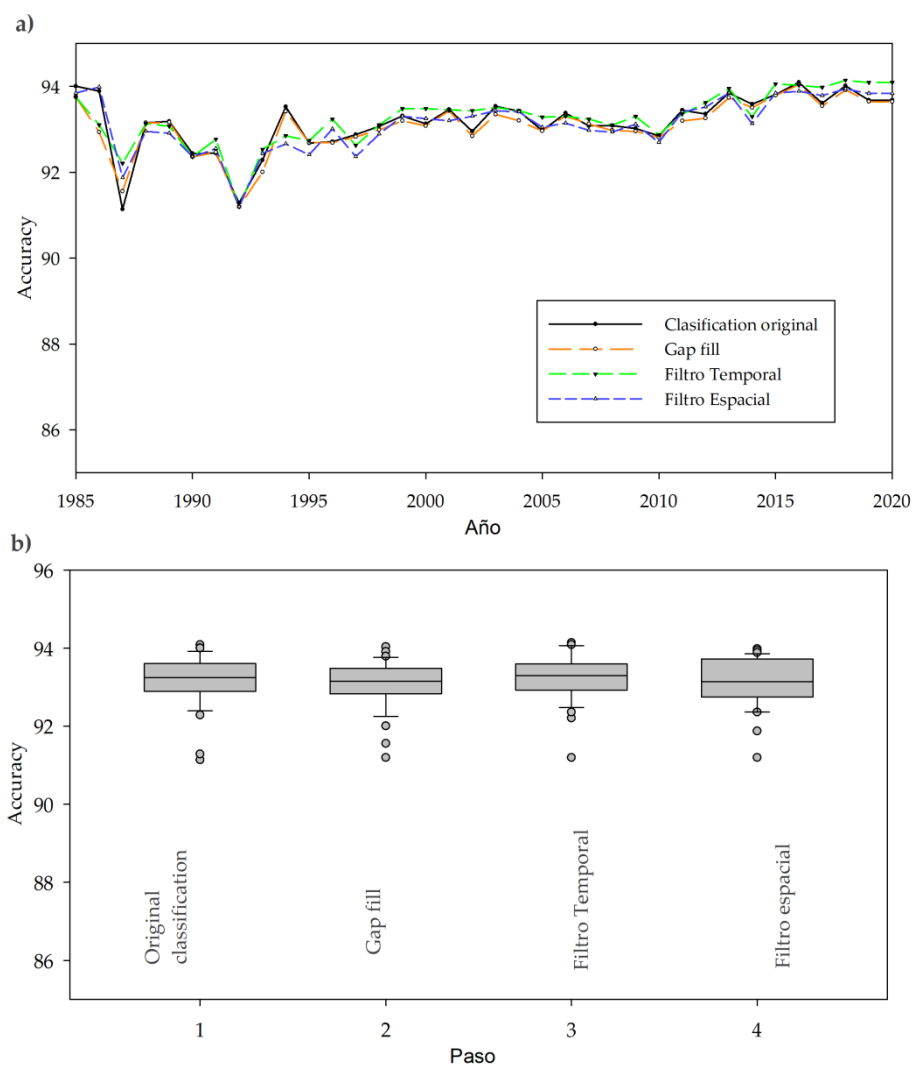 a)
94
92
90
88
86
Accuracy
Clasification original
Gap fill
Filtro Temporal
Filtro Espacial
1985
1990
1995
2000
2005
2010
2015
2020
Año
b)
96
94
92
90
88
86
Accuracy
Original
classification
Gap fill
Filtro Temporal
Filtro espacial
1
2
3
4
Paso